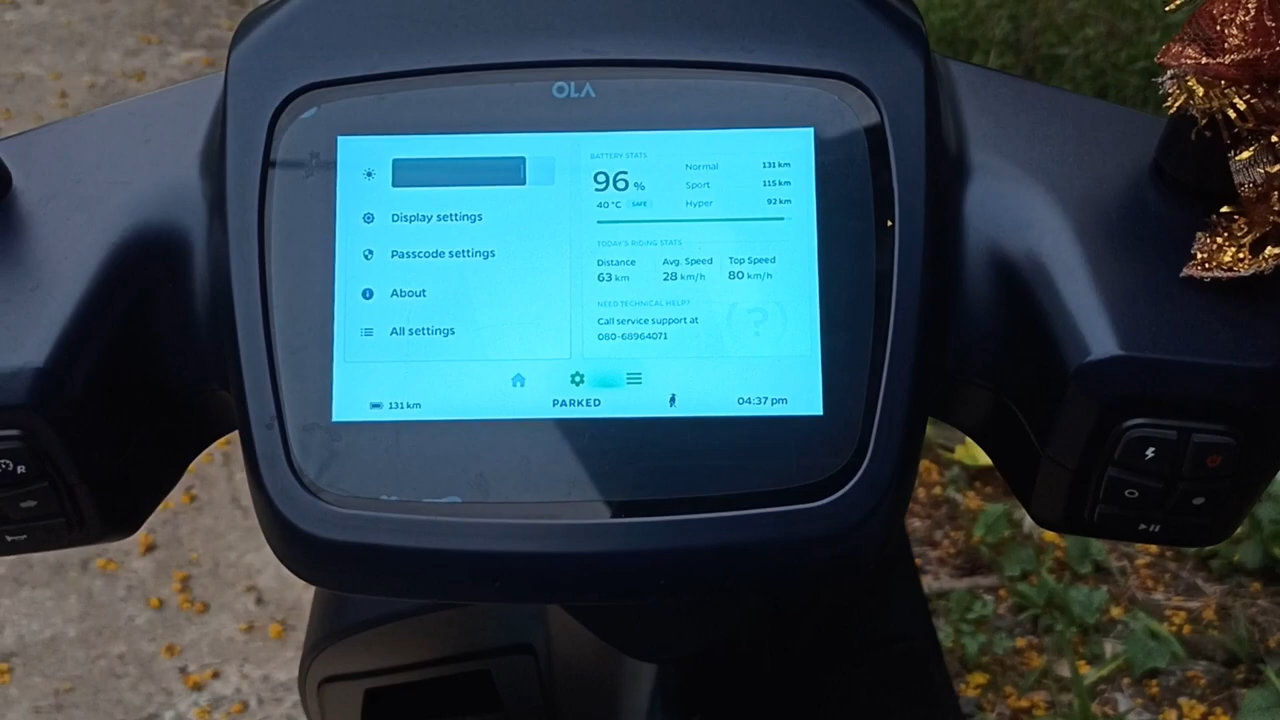 OLA
Display settings
Passcode settings
About
All settings
BATTERY STATS
96 %
40 °C SAFE
Normal 131 km
Sport 115 km
Hyper 92 km
TODAY'S RIDING STATS
Distance Avg. Speed Top Speed
63 km 28 km/h 80 km/h
NEED TECHNICAL HELP?
Call service support at
080-68964071
(?)
131 km PARKED 04:37 pm
R